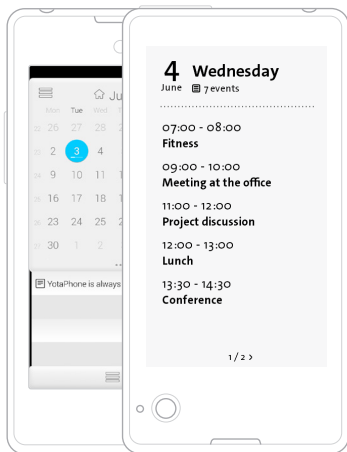 Ju
Mon Tue Wed
26 27 28
2 3 4
9 10 11
16 17 18
23 24 25
30 1 2
YotaPhone is always
4 Wednesday
June 7 events
07:00 - 08:00
Fitness
09:00 - 10:00
Meeting at the office
11:00 - 12:00
Project discussion
12:00 - 13:00
Lunch
13:30 - 14:30
Conference
1 / 2 >